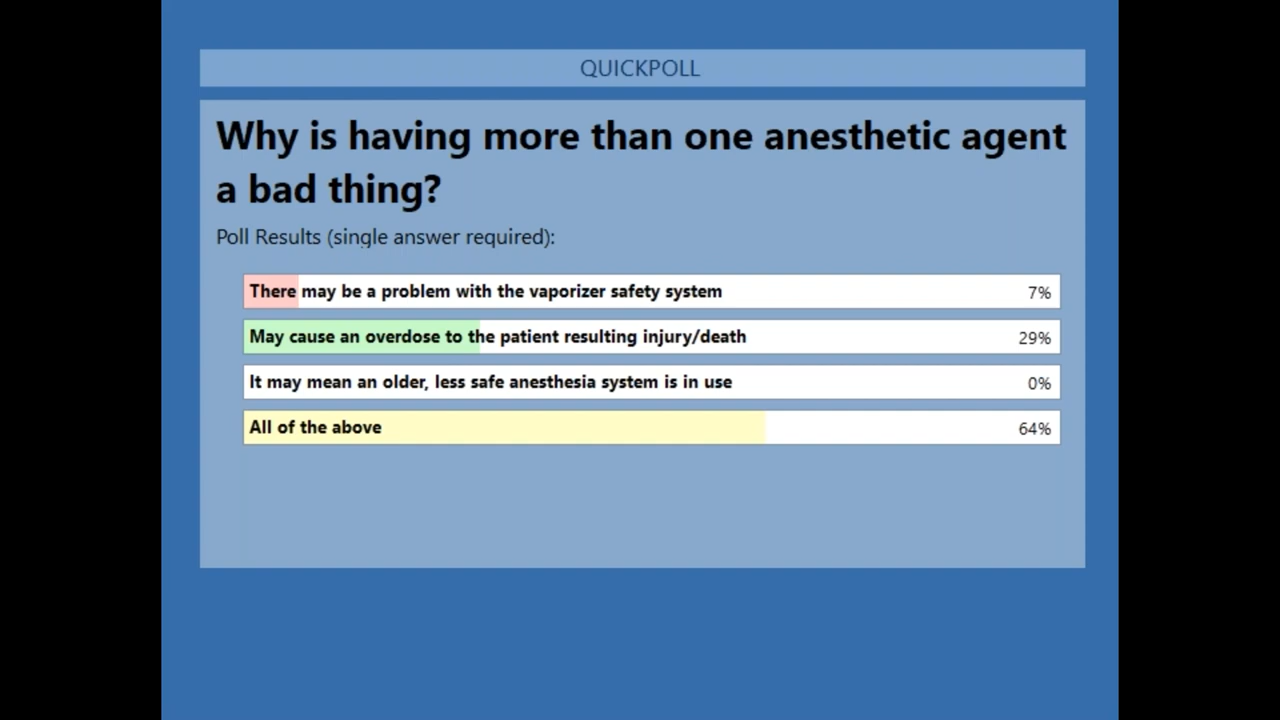 QUICKPOLL
Why is having more than one anesthetic agent
a bad thing?
Poll Results (single answer required):
There may be a problem with the vaporizer safety system 7%
May cause an overdose to the patient resulting injury/death 29%
It may mean an older, less safe anesthesia system is in use 0%
All of the above 64%